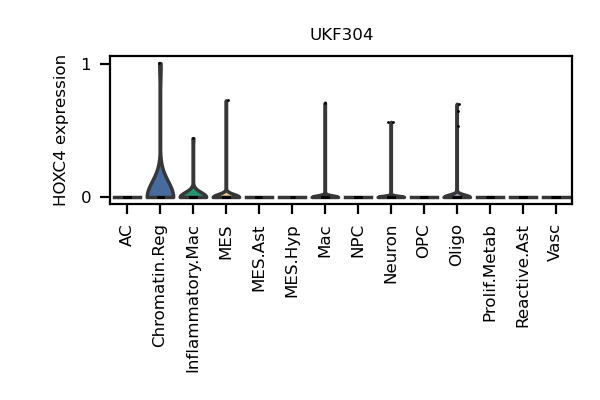 UKF304
HOXC4 expression
1
0
AC
Chromatin.Reg
Inflammatory.Mac
MES
MES.Ast
MES.Hyp
Mac
NPC
Neuron
OPC
Oligo
Prolif.Metab
Reactive.Ast
Vasc